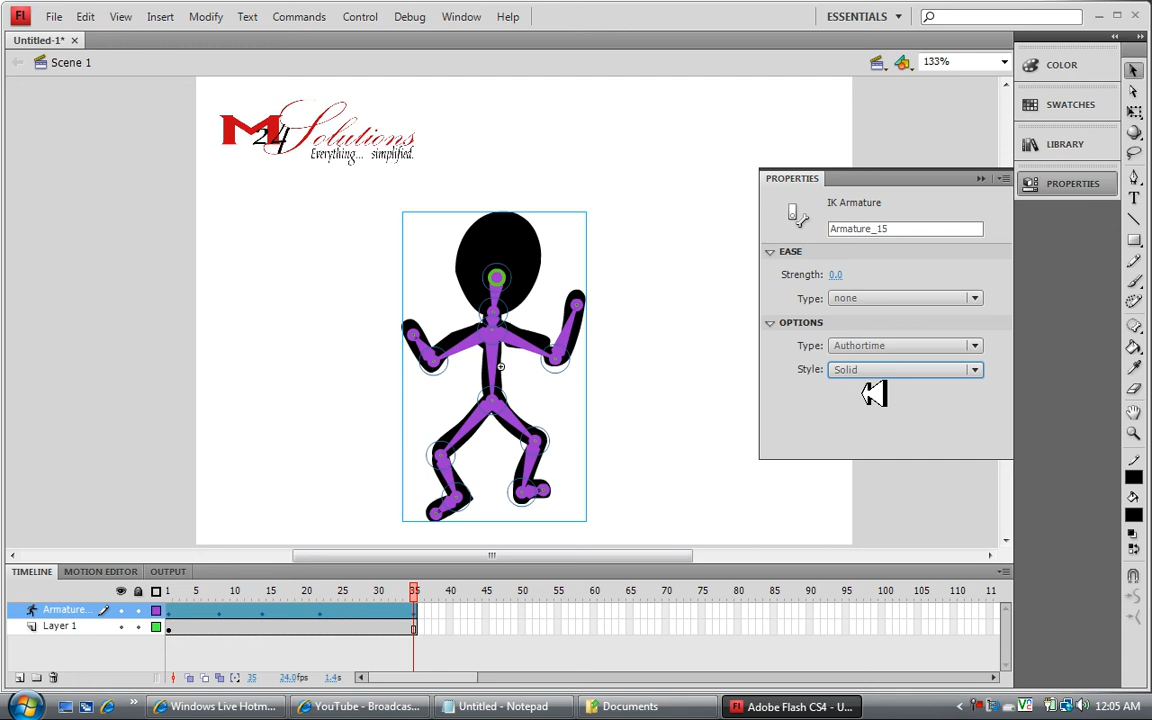 Fl File Edit View Insert Modify Text Commands Control Debug Window Help ESSENTIALS
Untitled-1*
Scene 1 133%
COLOR
SWATCHES
LIBRARY
PROPERTIES
M24 Solutions
Everything... simplified.
PROPERTIES
IK Armature
Armature_15
EASE
Strength: 0.0
Type: none
OPTIONS
Type: Authortime
Style: Solid
TIMELINE MOTION EDITOR OUTPUT
1 5 10 15 20 25 30 35 40 45 50 55 60 65 70 75 80 85 90 95 100 105 110 11
Armature...
Layer 1
35 24.0fps 1.4s
Windows Live Hotm... YouTube - Broadcas... Untitled - Notepad Documents Adobe Flash CS4 - U... 12:05 AM